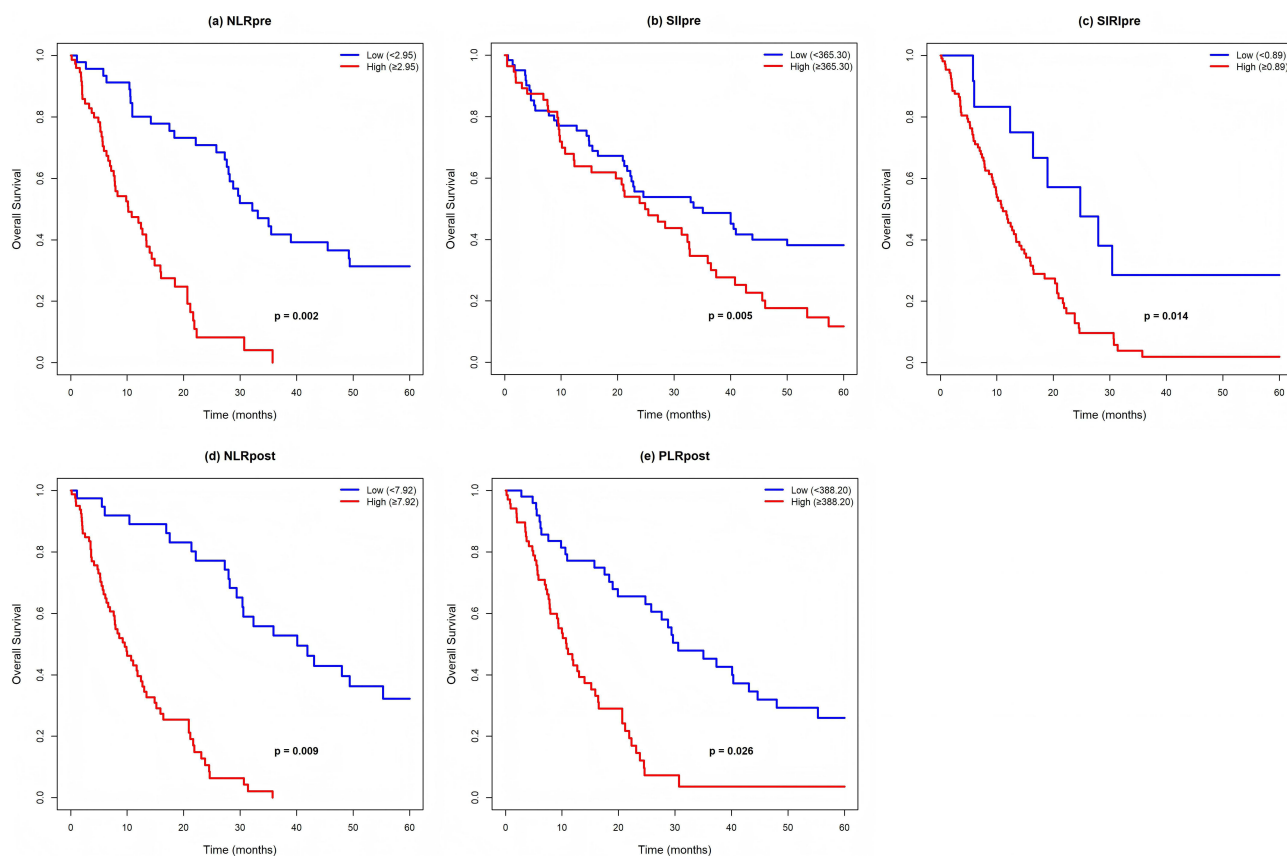 (a) NLRpre
Low (<2.95)
High (≥2.95)
1.0
0.8
0.6
0.4
0.2
0.0
Overall Survival
p = 0.002
0 10 20 30 40 50 60
Time (months)
(b) SIIpre
Low (<365.30)
High (≥365.30)
1.0
0.8
0.6
0.4
0.2
0.0
Overall Survival
p = 0.005
0 10 20 30 40 50 60
Time (months)
(c) SIRIpre
Low (<0.89)
High (≥0.89)
1.0
0.8
0.6
0.4
0.2
0.0
Overall Survival
p = 0.014
0 10 20 30 40 50 60
Time (months)
(d) NLRpost
Low (<7.92)
High (≥7.92)
1.0
0.8
0.6
0.4
0.2
0.0
Overall Survival
p = 0.009
0 10 20 30 40 50 60
Time (months)
(e) PLRpost
Low (<388.20)
High (≥388.20)
1.0
0.8
0.6
0.4
0.2
0.0
Overall Survival
p = 0.026
0 10 20 30 40 50 60
Time (months)